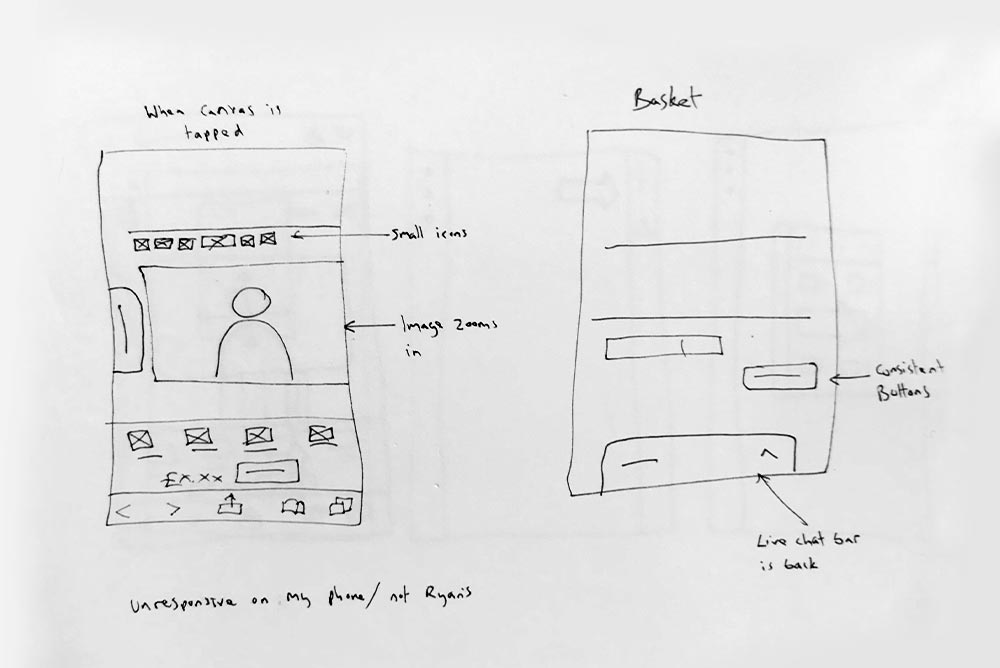 When canvas is
tapped
Small icons
Image zooms
in
£x.xx
Unresponsive on my phone/not Ryan's
Basket
Consistent
Buttons
Live chat bar
is back